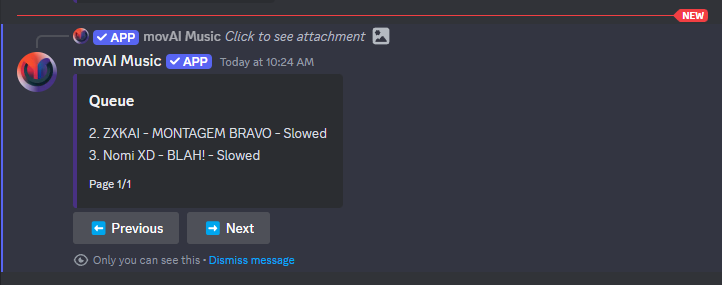 NEW
✓ APP movAI Music Click to see attachment
movAI Music ✓ APP Today at 10:24 AM
Queue
2. ZXKAI - MONTAGEM BRAVO - Slowed
3. Nomi XD - BLAH! - Slowed
Page 1/1
Previous Next
Only you can see this • Dismiss message